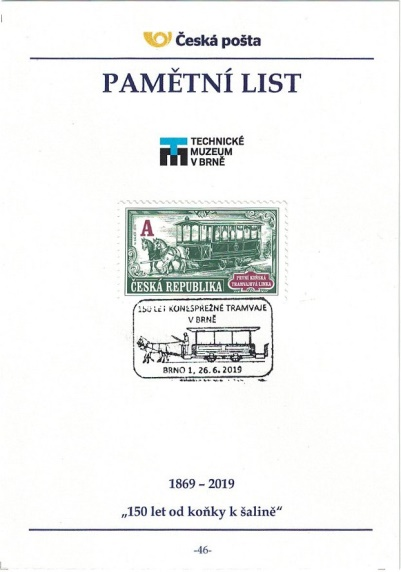 Česká pošta
PAMĚTNÍ LIST
TECHNICKÉ
MUZEUM
V BRNĚ
A
PRVNÍ KOŇSKÁ
TRAMVAJOVÁ LINKA
ČESKÁ REPUBLIKA
150 LET KONESPŘEŽNÉ TRAMVAJE
V BRNĚ
BRNO 1, 26.6.2019
1869 – 2019
„150 let od koňky k šalině“
-46-